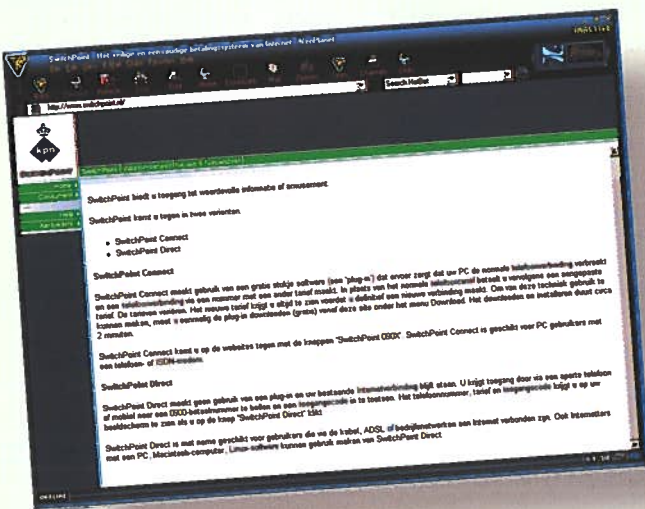 SwitchPoint - Het veilige en eenvoudige betalingssysteem van Internet - NeoPlanet
http://www.switchpoint.nl/
Search HotBot
kpn
SwitchPoint
Home
Consument
Help
SwitchPoint biedt u toegang tot waardevolle informatie of amusement.
SwitchPoint komt u tegen in twee varianten.
• SwitchPoint Connect
• SwitchPoint Direct
SwitchPoint Connect
SwitchPoint Connect maakt gebruik van een gratis stukje software (een 'plug-in') dat ervoor zorgt dat uw PC de normale telefoonverbinding verbreekt
en een telefoonverbinding via een nummer met een ander tarief maakt. In plaats van het normale telefoontarief betaalt u vervolgens een aangepaste
tarief. De tarieven variëren. Het nieuwe tarief krijgt u altijd te zien voordat u definitief een nieuwe verbinding maakt. Om van deze techniek gebruik te
kunnen maken, moet u eenmalig de plug-in downloaden (gratis) vanaf deze site onder het menu Download. Het downloaden en installeren duurt circa
2 minuten.
SwitchPoint Connect komt u op de websites tegen met de knoppen "SwitchPoint 090X". SwitchPoint Connect is geschikt voor PC gebruikers met
een telefoon- of ISDN-modem.
SwitchPoint Direct
SwitchPoint Direct maakt geen gebruik van een plug-in en uw bestaande internetverbinding blijft staan. U krijgt toegang door via een aparte telefoon
of mobiel naar een 0900-betaalnummer te bellen en een toegangscode in te toetsen. Het telefoonnummer, tarief en toegangscode krijgt u op uw
beeldscherm te zien als u op de knop "SwitchPoint Direct" klikt.
SwitchPoint Direct is met name geschikt voor gebruikers die via de kabel, ADSL of bedrijfsnetwerken een Internet verbonden zijn. Ook Internetters
met een PC, Macintosh-computer, Linux-software kunnen gebruik maken van SwitchPoint Direct